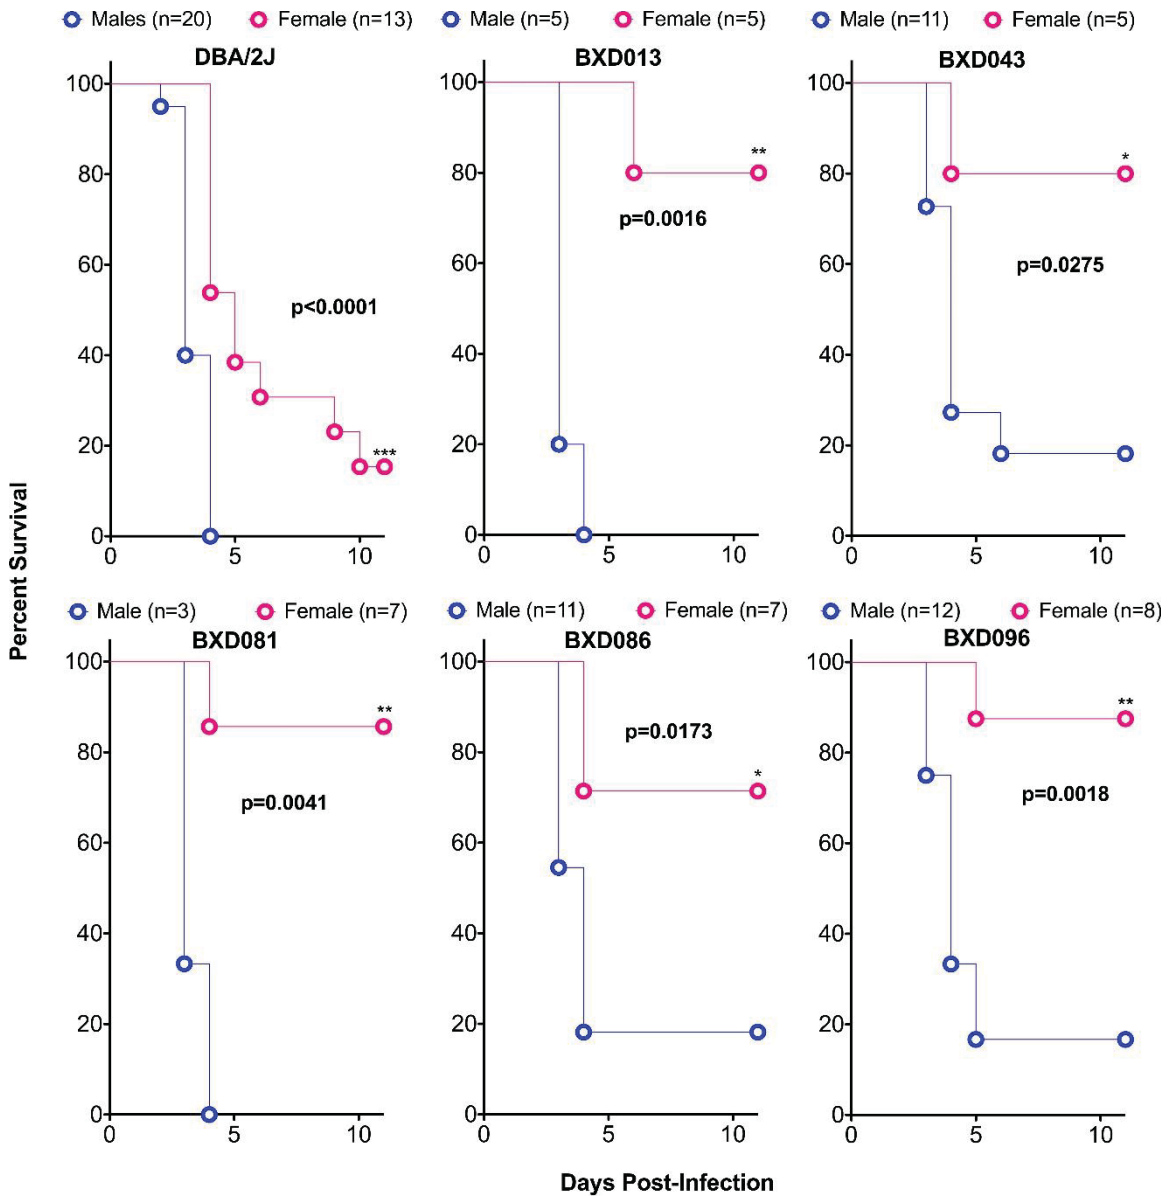 Males (n=20) Female (n=13) Male (n=5) Female (n=5) Male (n=11) Female (n=5)
DBA/2J
100
80
60
40
20
0
0 5 10
p<0.0001
***
BXD013
100
80
60
40
20
0
0 5 10
**
p=0.0016
BXD043
100
80
60
40
20
0
0 5 10
*
p=0.0275
Percent Survival
Male (n=3) Female (n=7) Male (n=11) Female (n=7) Male (n=12) Female (n=8)
BXD081
100
80
60
40
20
0
0 5 10
**
p=0.0041
BXD086
100
80
60
40
20
0
0 5 10
p=0.0173
*
BXD096
100
80
60
40
20
0
0 5 10
**
p=0.0018
Days Post-Infection